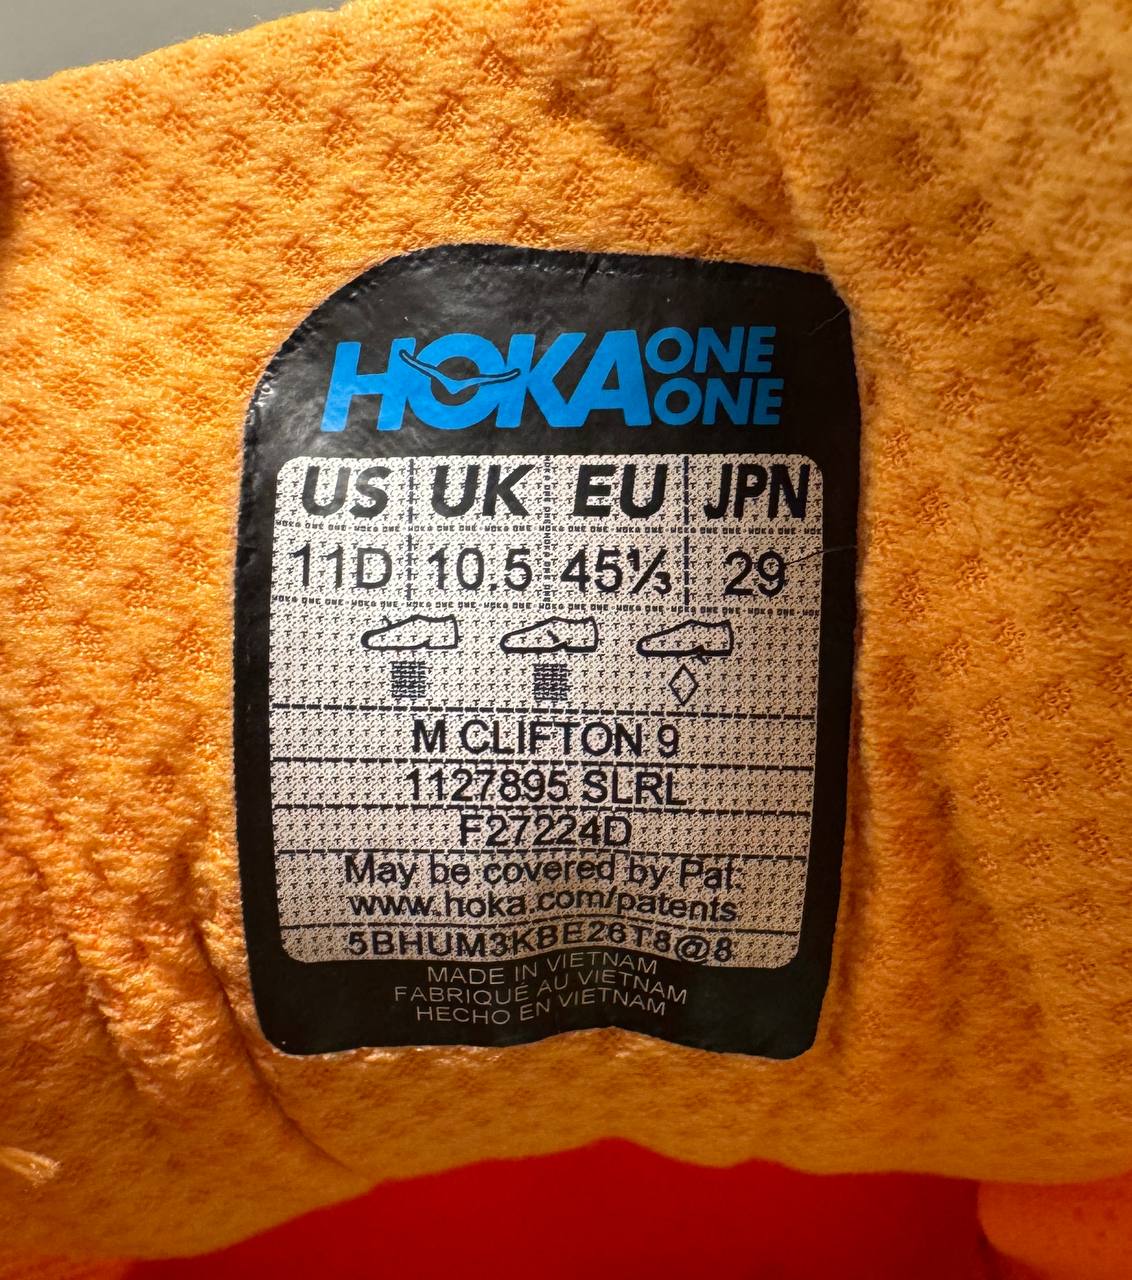 HOKA ONE ONE
US UK EU JPN
11D 10.5 45⅓ 29
M CLIFTON 9
1127895 SLRL
F27224D
May be covered by Pat:
www.hoka.com/patents
5BHUM3KBE26T8@8
MADE IN VIETNAM
FABRIQUÉ AU VIETNAM
HECHO EN VIETNAM